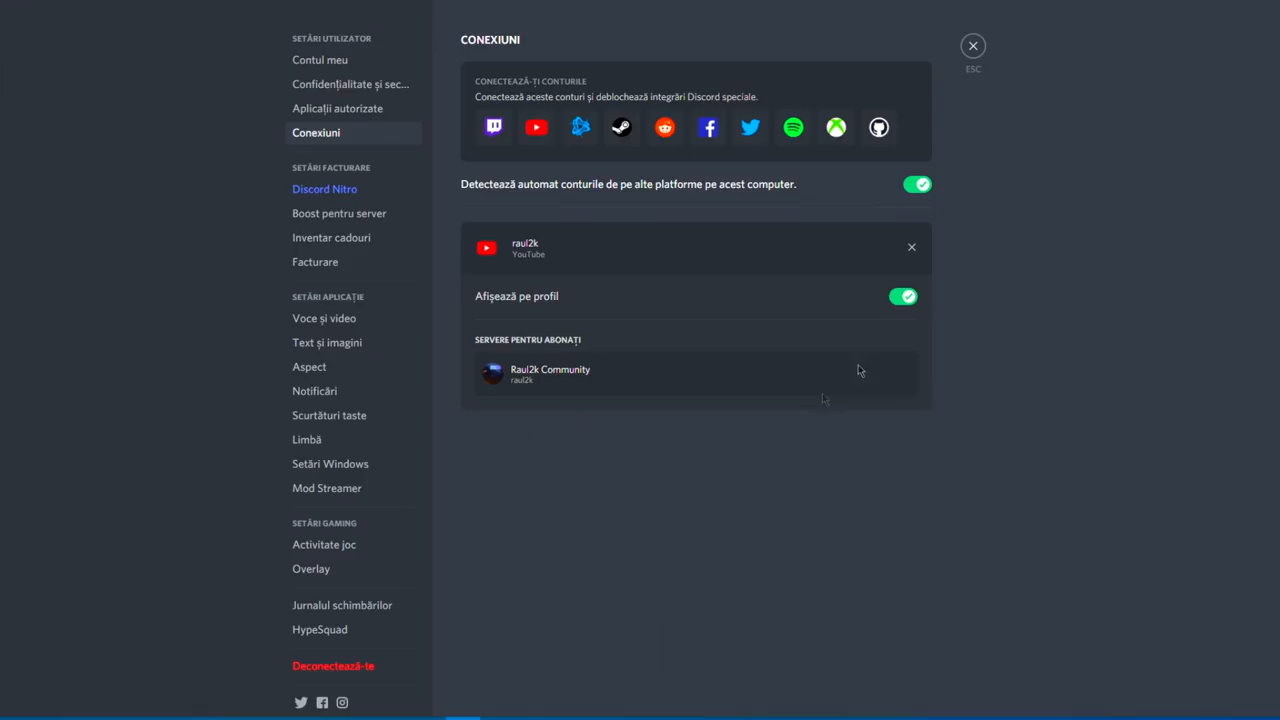 SETĂRI UTILIZATOR
Contul meu
Confidențialitate și sec...
Aplicații autorizate
Conexiuni
SETĂRI FACTURARE
Discord Nitro
Boost pentru server
Inventar cadouri
Facturare
SETĂRI APLICAȚIE
Voce și video
Text și imagini
Aspect
Notificări
Scurtături taste
Limbă
Setări Windows
Mod Streamer
SETĂRI GAMING
Activitate joc
Overlay
Jurnalul schimbărilor
HypeSquad
Deconectează-te
CONEXIUNI
CONECTEAZĂ-ȚI CONTURILE
Conectează aceste conturi și deblochează integrări Discord speciale.
Detectează automat conturile de pe alte platforme pe acest computer.
raul2k
YouTube
Afișează pe profil
SERVERE PENTRU ABONAȚI
Raul2k Community
raul2k
ESC